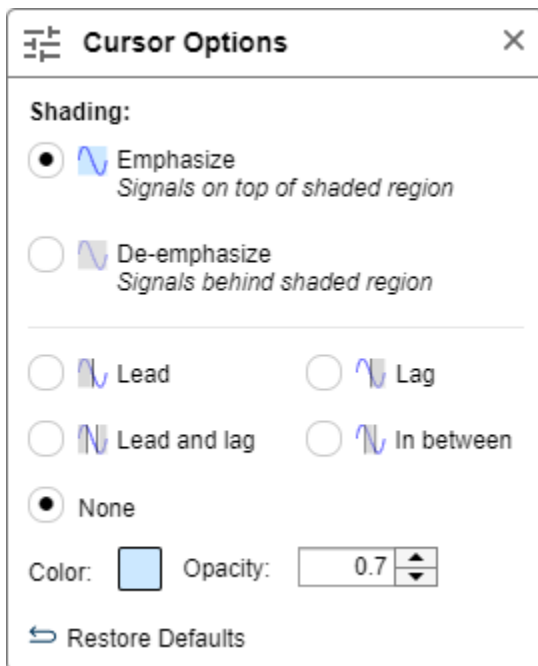 Cursor Options
Shading:
Emphasize
Signals on top of shaded region
De-emphasize
Signals behind shaded region
Lead
Lag
Lead and lag
In between
None
Color:
Opacity:
0.7
Restore Defaults